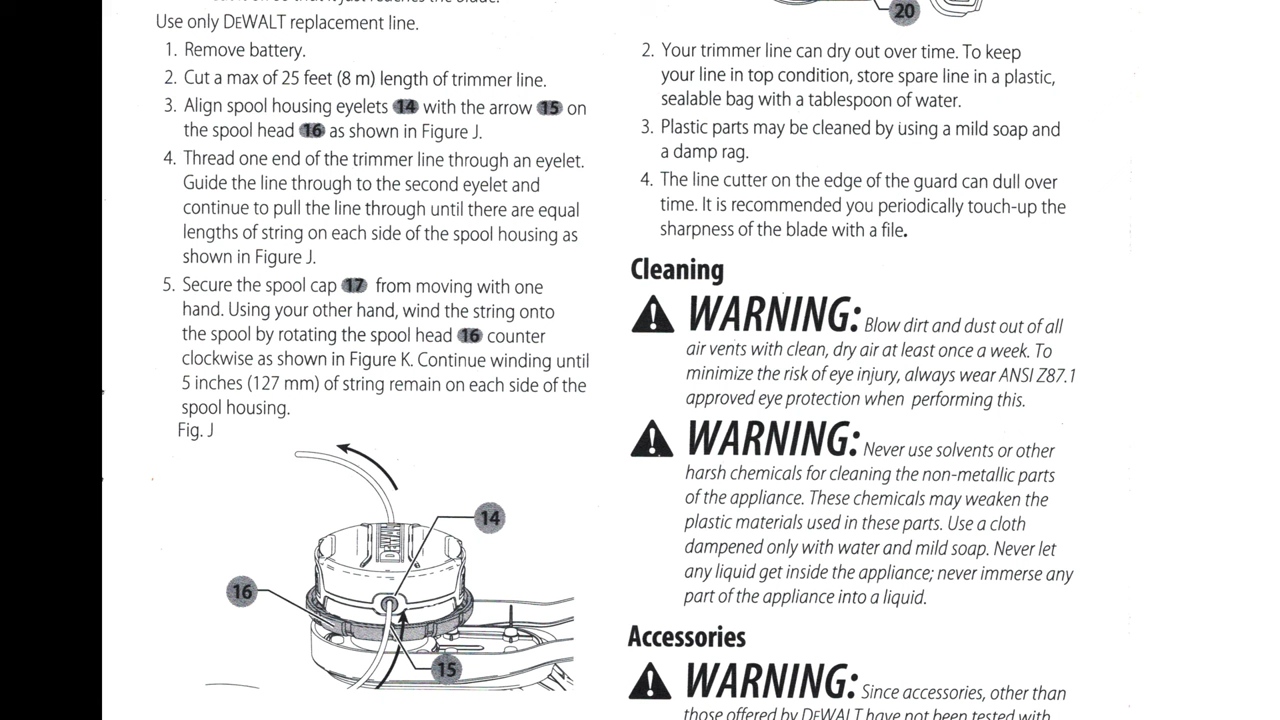 Use only DEWALT replacement line.
1. Remove battery.
2. Cut a max of 25 feet (8 m) length of trimmer line.
3. Align spool housing eyelets 14 with the arrow 15 on
the spool head 16 as shown in Figure J.
4. Thread one end of the trimmer line through an eyelet.
Guide the line through to the second eyelet and
continue to pull the line through until there are equal
lengths of string on each side of the spool housing as
shown in Figure J.
5. Secure the spool cap 17 from moving with one
hand. Using your other hand, wind the string onto
the spool by rotating the spool head 16 counter
clockwise as shown in Figure K. Continue winding until
5 inches (127 mm) of string remain on each side of the
spool housing.
Fig. J
DEWALT
14
16
15
20
2. Your trimmer line can dry out over time. To keep
your line in top condition, store spare line in a plastic,
sealable bag with a tablespoon of water.
3. Plastic parts may be cleaned by using a mild soap and
a damp rag.
4. The line cutter on the edge of the guard can dull over
time. It is recommended you periodically touch-up the
sharpness of the blade with a file.
Cleaning
WARNING: Blow dirt and dust out of all
air vents with clean, dry air at least once a week. To
minimize the risk of eye injury, always wear ANSI Z87.1
approved eye protection when performing this.
WARNING: Never use solvents or other
harsh chemicals for cleaning the non-metallic parts
of the appliance. These chemicals may weaken the
plastic materials used in these parts. Use a cloth
dampened only with water and mild soap. Never let
any liquid get inside the appliance; never immerse any
part of the appliance into a liquid.
Accessories
WARNING: Since accessories, other than
those offered by DEWALT have not been tested with